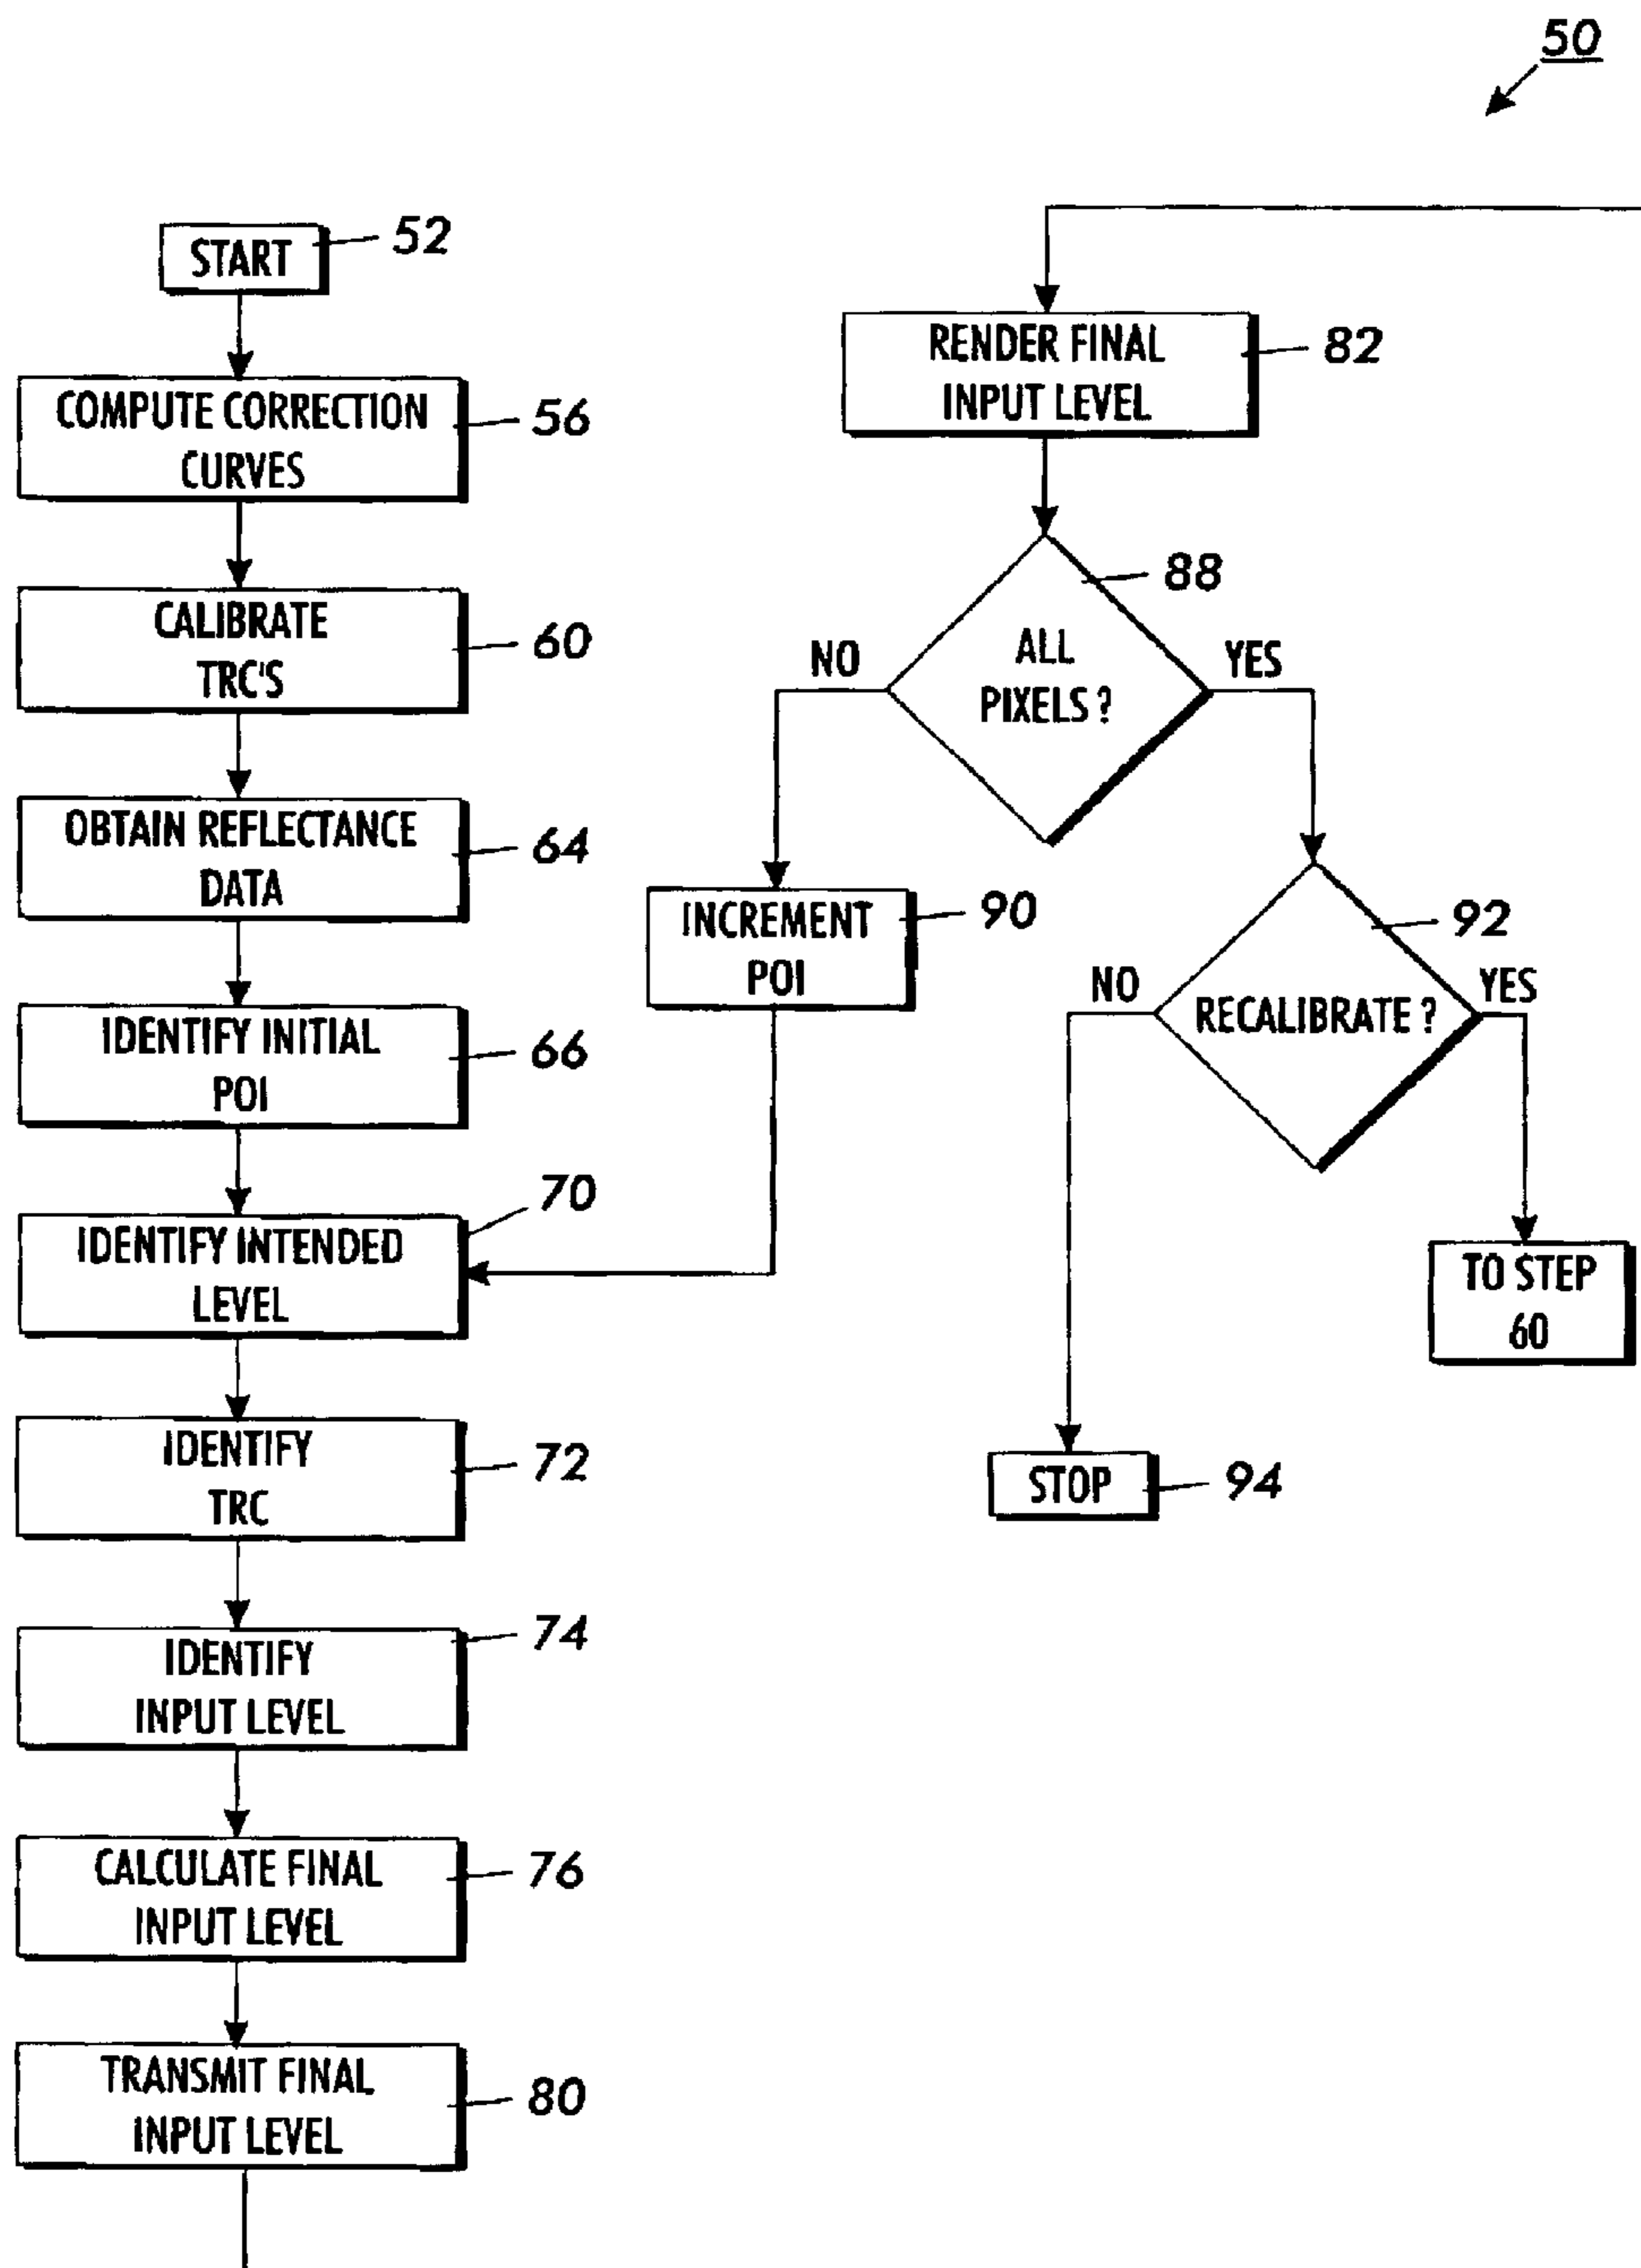 50
START
52
COMPUTE CORRECTION
CURVES
56
CALIBRATE
TRC'S
60
OBTAIN REFLECTANCE
DATA
64
IDENTIFY INITIAL
POI
66
IDENTIFY INTENDED
LEVEL
70
IDENTIFY
TRC
72
IDENTIFY
INPUT LEVEL
74
CALCULATE FINAL
INPUT LEVEL
76
TRANSMIT FINAL
INPUT LEVEL
80
RENDER FINAL
INPUT LEVEL
82
ALL
PIXELS ?
88
NO
YES
INCREMENT
POI
90
RECALIBRATE ?
92
NO
YES
TO STEP
60
STOP
94